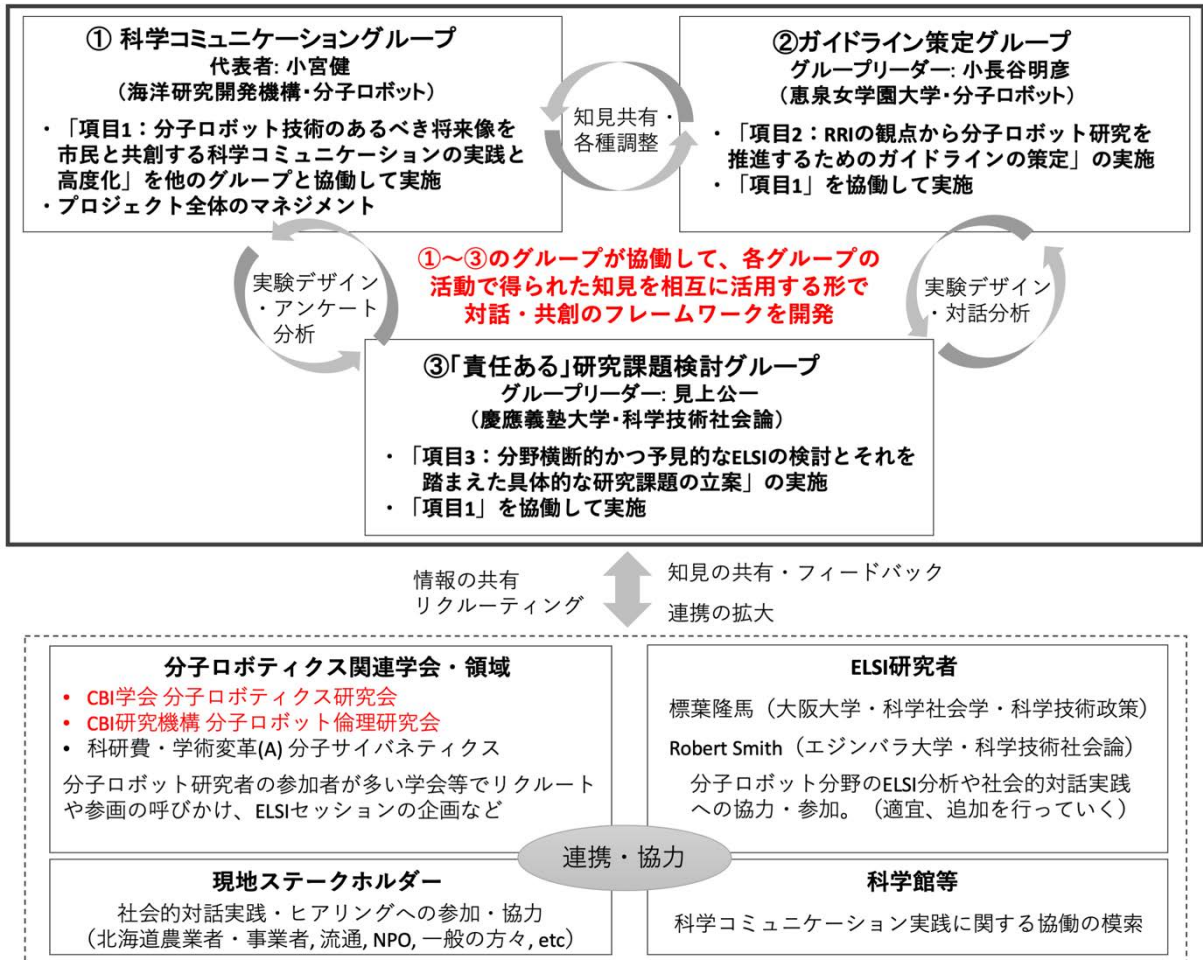 ① 科学コミュニケーショングループ
代表者: 小宮健
（海洋研究開発機構・分子ロボット）
・「項目1：分子ロボット技術のあるべき将来像を
市民と共創する科学コミュニケーションの実践と
高度化」を他のグループと協働して実施
・プロジェクト全体のマネジメント
知見共有・
各種調整
②ガイドライン策定グループ
グループリーダー: 小長谷明彦
（恵泉女学園大学・分子ロボット）
・「項目2：RRIの観点から分子ロボット研究を
推進するためのガイドラインの策定」の実施
・「項目1」を協働して実施
実験デザイン
・アンケート
分析
①～③のグループが協働して、各グループの
活動で得られた知見を相互に活用する形で
対話・共創のフレームワークを開発
実験デザイン
・対話分析
③「責任ある」研究課題検討グループ
グループリーダー: 見上公一
（慶應義塾大学・科学技術社会論）
・「項目3：分野横断的かつ予見的なELSIの検討とそれを
踏まえた具体的な研究課題の立案」の実施
・「項目1」を協働して実施
情報の共有
リクルーティング
知見の共有・フィードバック
連携の拡大
分子ロボティクス関連学会・領域
• CBI学会 分子ロボティクス研究会
• CBI研究機構 分子ロボット倫理研究会
• 科研費・学術変革(A) 分子サイバネティクス
分子ロボット研究者の参加者が多い学会等でリクルート
や参画の呼びかけ、ELSIセッションの企画など
ELSI研究者
標葉隆馬（大阪大学・科学社会学・科学技術政策）
Robert Smith（エジンバラ大学・科学技術社会論）
分子ロボット分野のELSI分析や社会的対話実践
への協力・参加。（適宜、追加を行っていく）
連携・協力
現地ステークホルダー
社会的対話実践・ヒアリングへの参加・協力
（北海道農業者・事業者, 流通, NPO, 一般の方々, etc）
科学館等
科学コミュニケーション実践に関する協働の模索